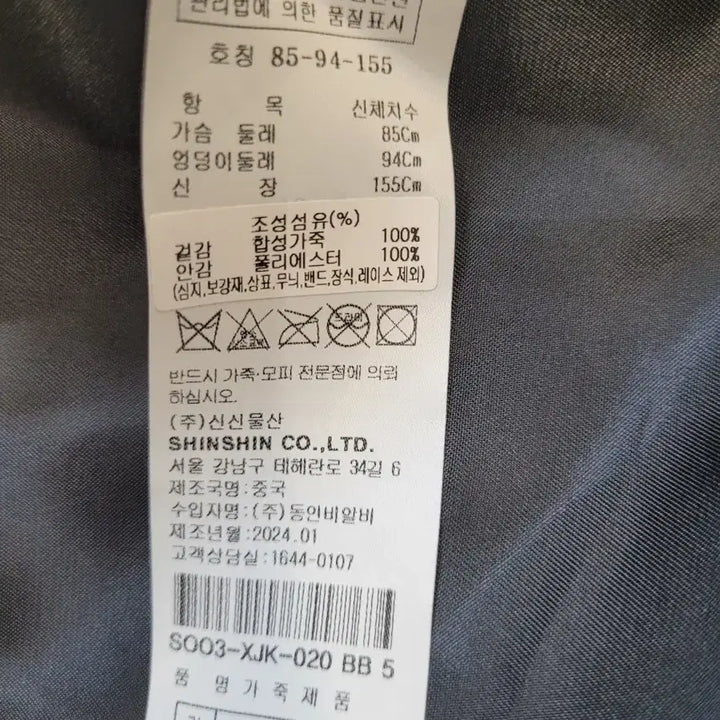 관리법에 의한 품질표시
호칭 85-94-155
항 목 신체치수
가슴 둘레 85Cm
엉덩이둘레 94Cm
신 장 155Cm
조성섬유(%)
겉감 합성가죽 100%
안감 폴리에스터 100%
(심지,보강재,상표,무늬,밴드,장식,레이스 제외)
드라이
반드시 가죽·모피 전문점에 의뢰
하십시오.
(주)신신물산
SHINSHIN CO.,LTD.
서울 강남구 테헤란로 34길 6
제조국명:중국
수입자명:(주)동인비알비
제조년월:2024.01
고객상담실:1644-0107
S003-XJK-020 BB 5
품 명 가 죽 제 품